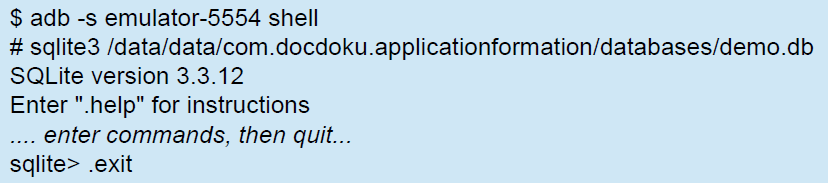 $ adb -s emulator-5554 shell
# sqlite3 /data/data/com.docdoku.applicationformation/databases/demo.db
SQLite version 3.3.12
Enter ".help" for instructions
.... enter commands, then quit...
sqlite> .exit